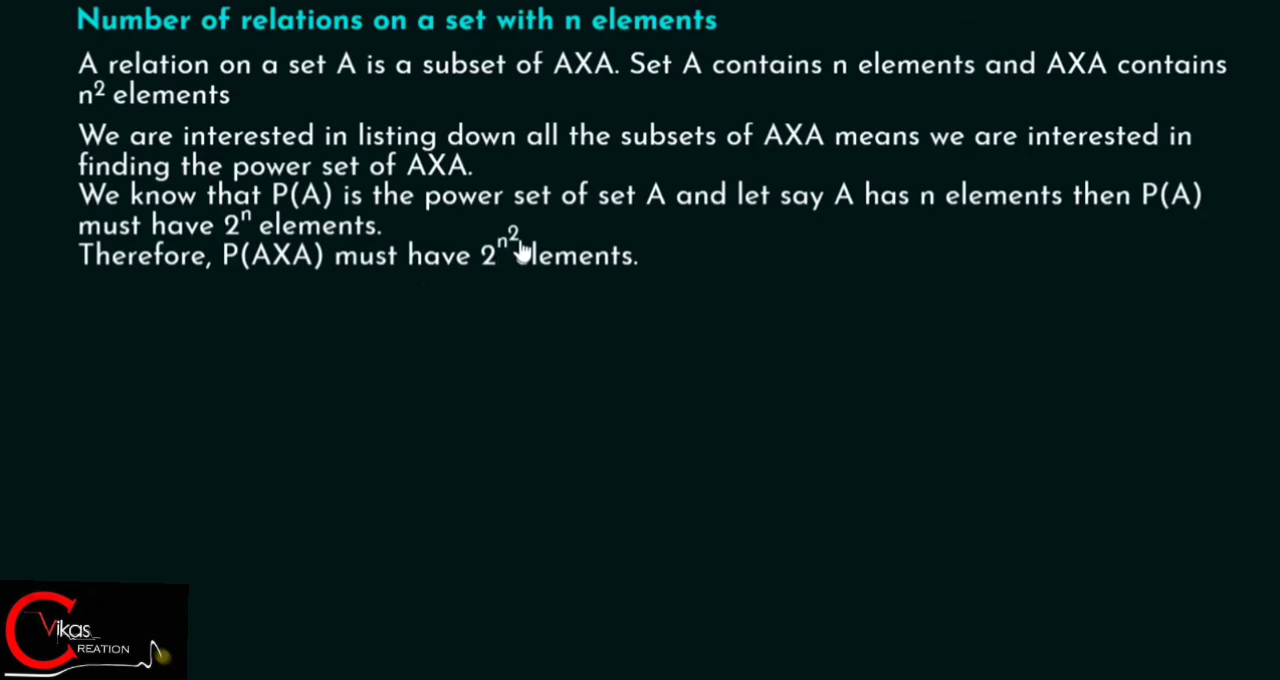 Number of relations on a set with n elements
A relation on a set A is a subset of AXA. Set A contains n elements and AXA contains
n² elements
We are interested in listing down all the subsets of AXA means we are interested in
finding the power set of AXA.
We know that P(A) is the power set of set A and let say A has n elements then P(A)
must have 2ⁿ elements.
Therefore, P(AXA) must have 2^n² elements.
Vikas
CREATION